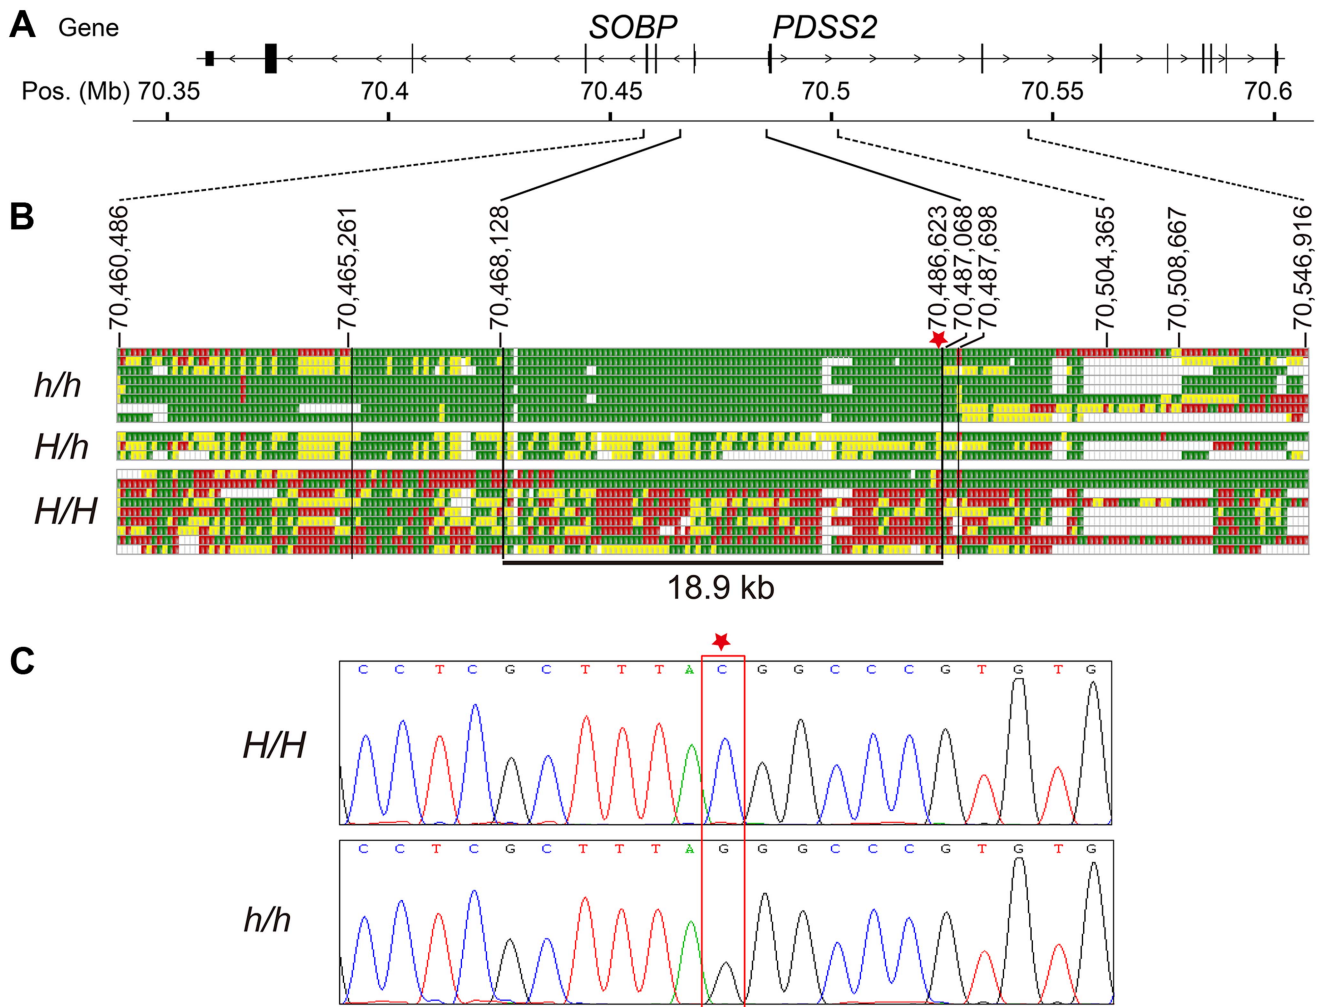 A Gene SOBP PDSS2
Pos. (Mb) 70.35 70.4 70.45 70.5 70.55 70.6
B
70,460,486 70,465,261 70,468,128 70,486,623 70,487,068 70,487,698 70,504,365 70,508,667 70,546,916
h/h
H/h
H/H
18.9 kb
C
C C T C G C T T T A C G G C C C G T G T G
H/H
C C T C G C T T T A G G G C C C G T G T G
h/h